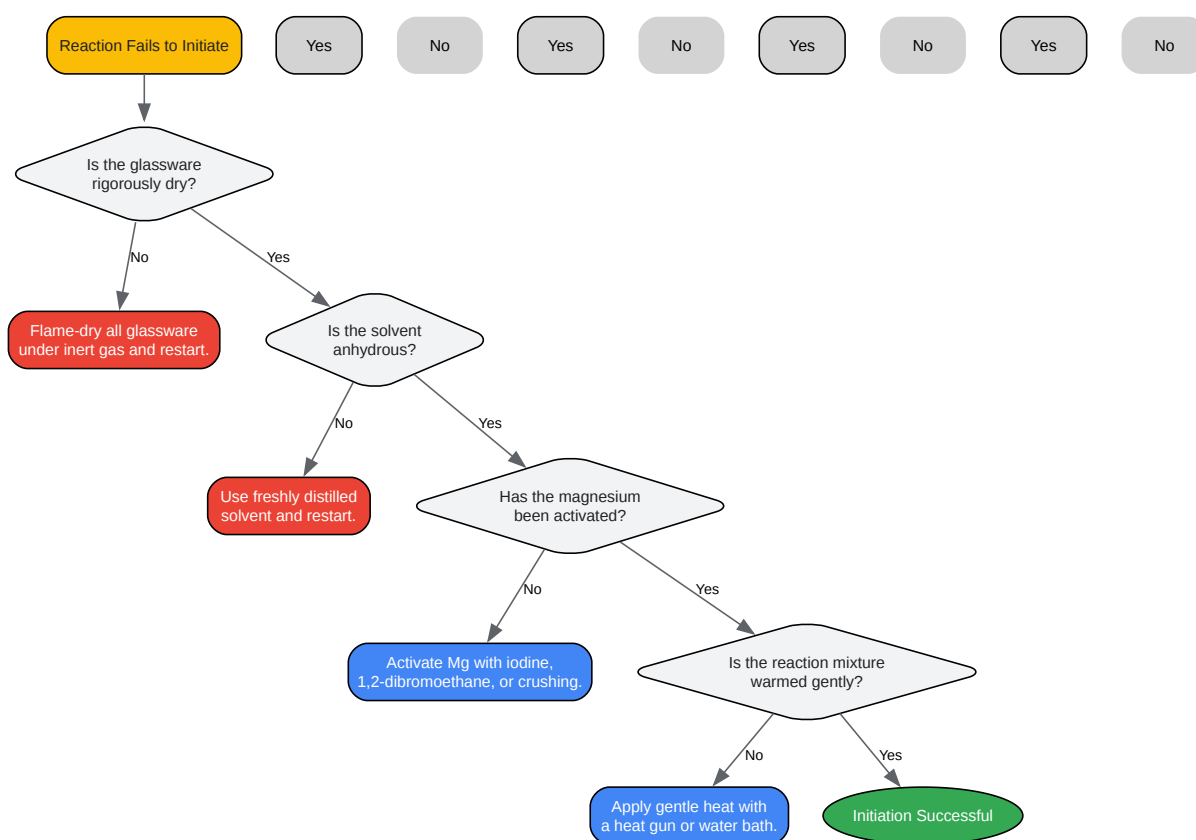 Reaction Fails to Initiate
Yes
No
Yes
No
Yes
No
Yes
No
Is the glassware
rigorously dry?
No
Yes
Flame-dry all glassware
under inert gas and restart.
Is the solvent
anhydrous?
No
Yes
Use freshly distilled
solvent and restart.
Has the magnesium
been activated?
No
Yes
Activate Mg with iodine,
1,2-dibromoethane, or crushing.
Is the reaction mixture
warmed gently?
No
Yes
Apply gentle heat with
a heat gun or water bath.
Initiation Successful